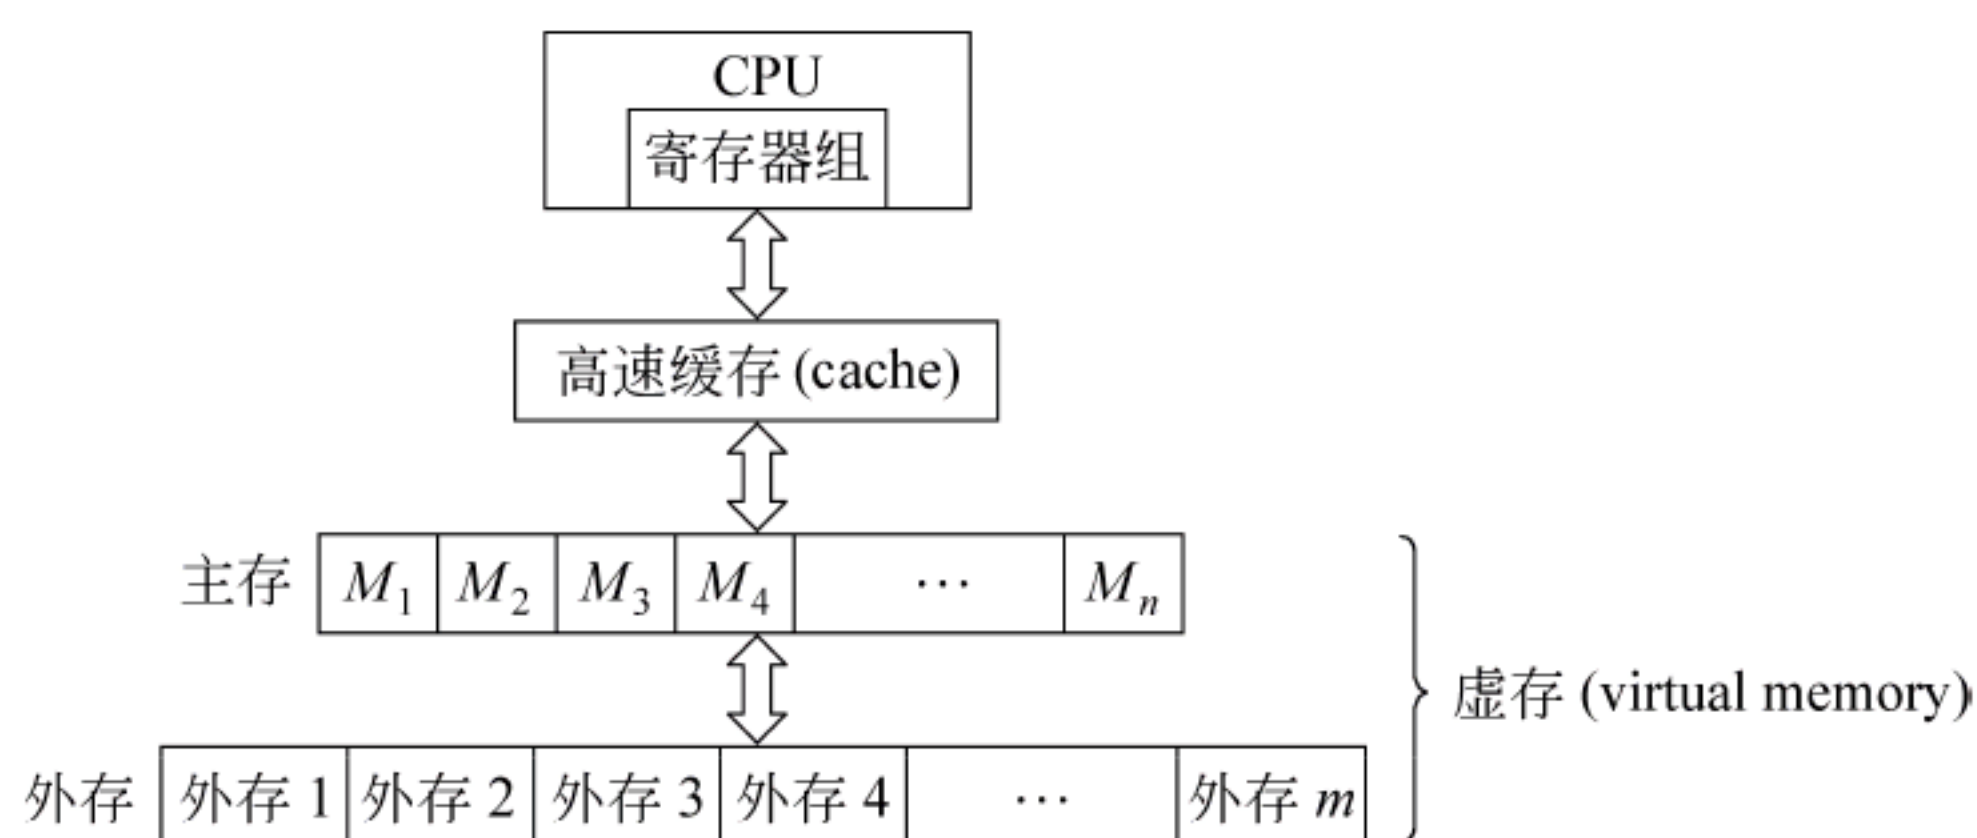 CPU
寄存器组
高速缓存 (cache)
主存 M1 M2 M3 M4 … Mn
虚存 (virtual memory)
外存 外存 1 外存 2 外存 3 外存 4 … 外存 m